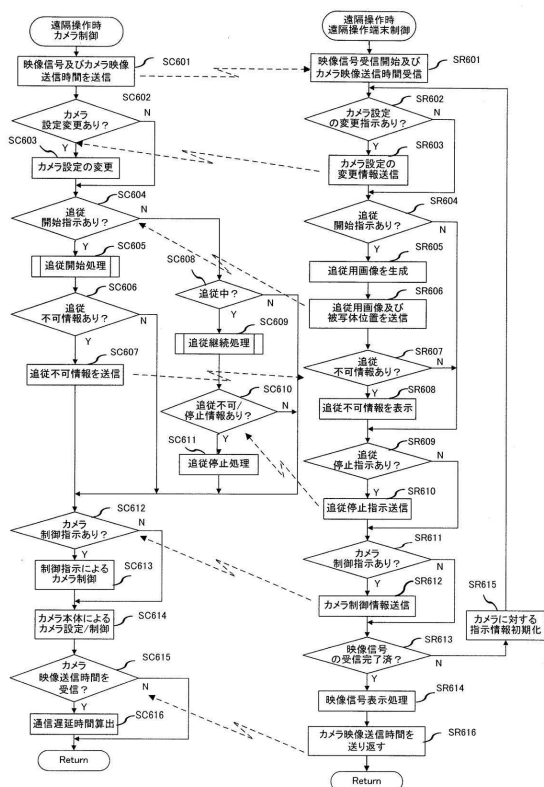 遠隔操作時
カメラ制御
映像信号及びカメラ映像
送信時間を送信
SC601
カメラ
設定変更あり?
SC602
Y
N
カメラ設定の変更
SC603
追従
開始指示あり?
SC604
Y
N
追従開始処理
SC605
追従
不可情報あり?
SC606
Y
N
追従不可情報を送信
SC607
追従中?
SC608
Y
N
追従継続処理
SC609
追従不可/
停止情報あり?
SC610
Y
N
追従停止処理
SC611
カメラ
制御指示あり?
SC612
Y
N
制御指示による
カメラ制御
SC613
カメラ本体による
カメラ設定/制御
SC614
カメラ
映像送信時間を
受信?
SC615
Y
N
通信遅延時間算出
SC616
Return
遠隔操作時
遠隔操作端末制御
映像信号受信開始及び
カメラ映像送信時間受信
SR601
カメラ設定
の変更指示あり?
SR602
Y
N
カメラ設定の
変更情報送信
SR603
追従
開始指示あり?
SR604
Y
N
追従用画像を生成
SR605
追従用画像及び
被写体位置を送信
SR606
追従
不可情報あり?
SR607
Y
N
追従不可情報を表示
SR608
追従
停止指示あり?
SR609
Y
N
追従停止指示送信
SR610
カメラ
制御指示あり?
SR611
Y
N
カメラ制御情報送信
SR612
映像信号
の受信完了済?
SR613
Y
N
カメラに対する
指示情報初期化
SR615
映像信号表示処理
SR614
カメラ映像送信時間を
送り返す
SR616
Return